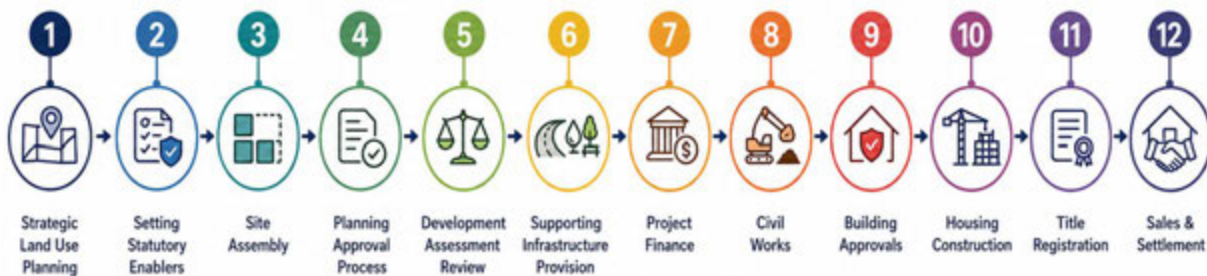 1
2
3
4
5
6
7
8
9
10
11
12
$
Strategic
Land Use
Planning
Setting
Statutory
Enablers
Site
Assembly
Planning
Approval
Process
Development
Assessment
Review
Supporting
Infrastructure
Provision
Project
Finance
Civil
Works
Building
Approvals
Housing
Construction
Title
Registration
Sales &
Settlement